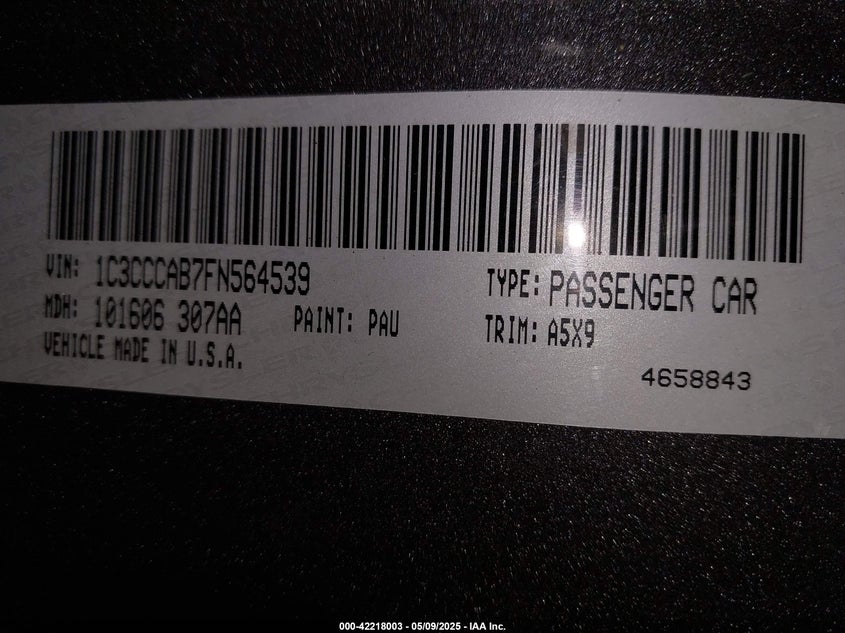 VIN: 1C3CCCAB7FN564539 TYPE: PASSENGER CAR
MDH: 101606 307AA PAINT: PAU TRIM: A5X9
VEHICLE MADE IN U.S.A.
4658843
000-42218003 - 05/09/2025 - IAA Inc.